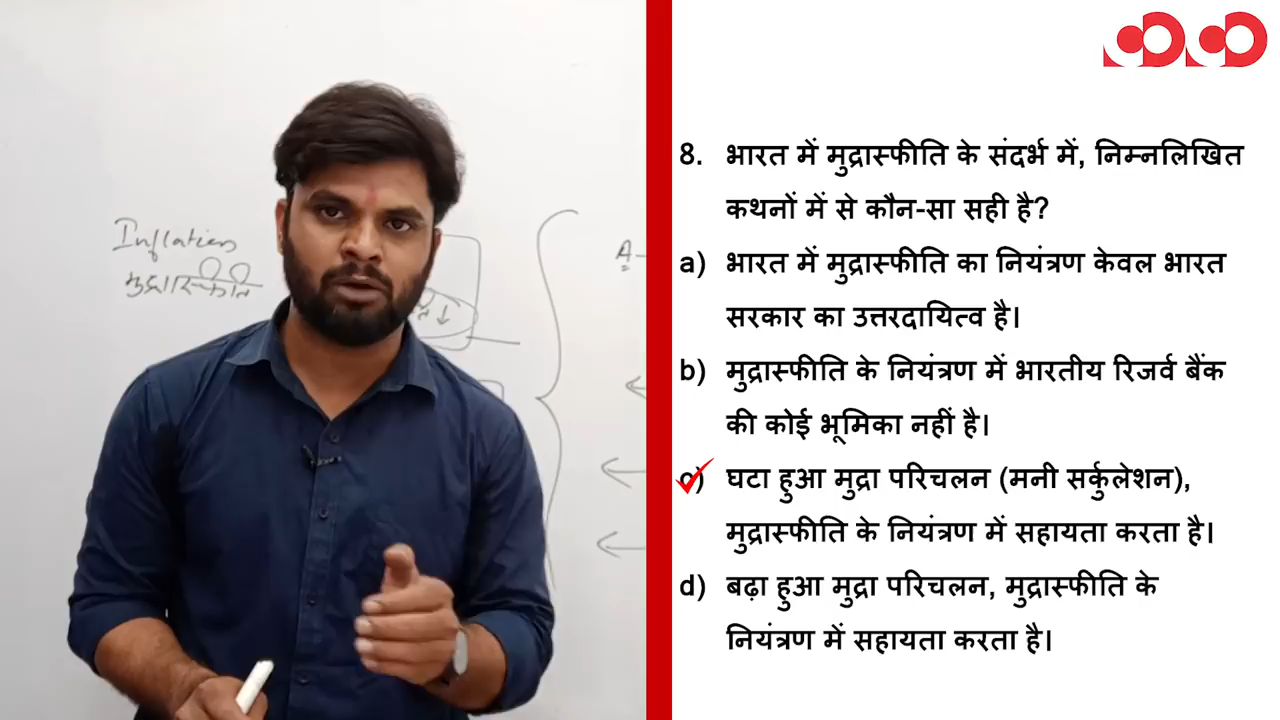 Inflation
मुद्रास्फीति
A
8. भारत में मुद्रास्फीति के संदर्भ में, निम्नलिखित
कथनों में से कौन-सा सही है?
a) भारत में मुद्रास्फीति का नियंत्रण केवल भारत
सरकार का उत्तरदायित्व है।
b) मुद्रास्फीति के नियंत्रण में भारतीय रिजर्व बैंक
की कोई भूमिका नहीं है।
c) घटा हुआ मुद्रा परिचलन (मनी सर्कुलेशन),
मुद्रास्फीति के नियंत्रण में सहायता करता है।
d) बढ़ा हुआ मुद्रा परिचलन, मुद्रास्फीति के
नियंत्रण में सहायता करता है।